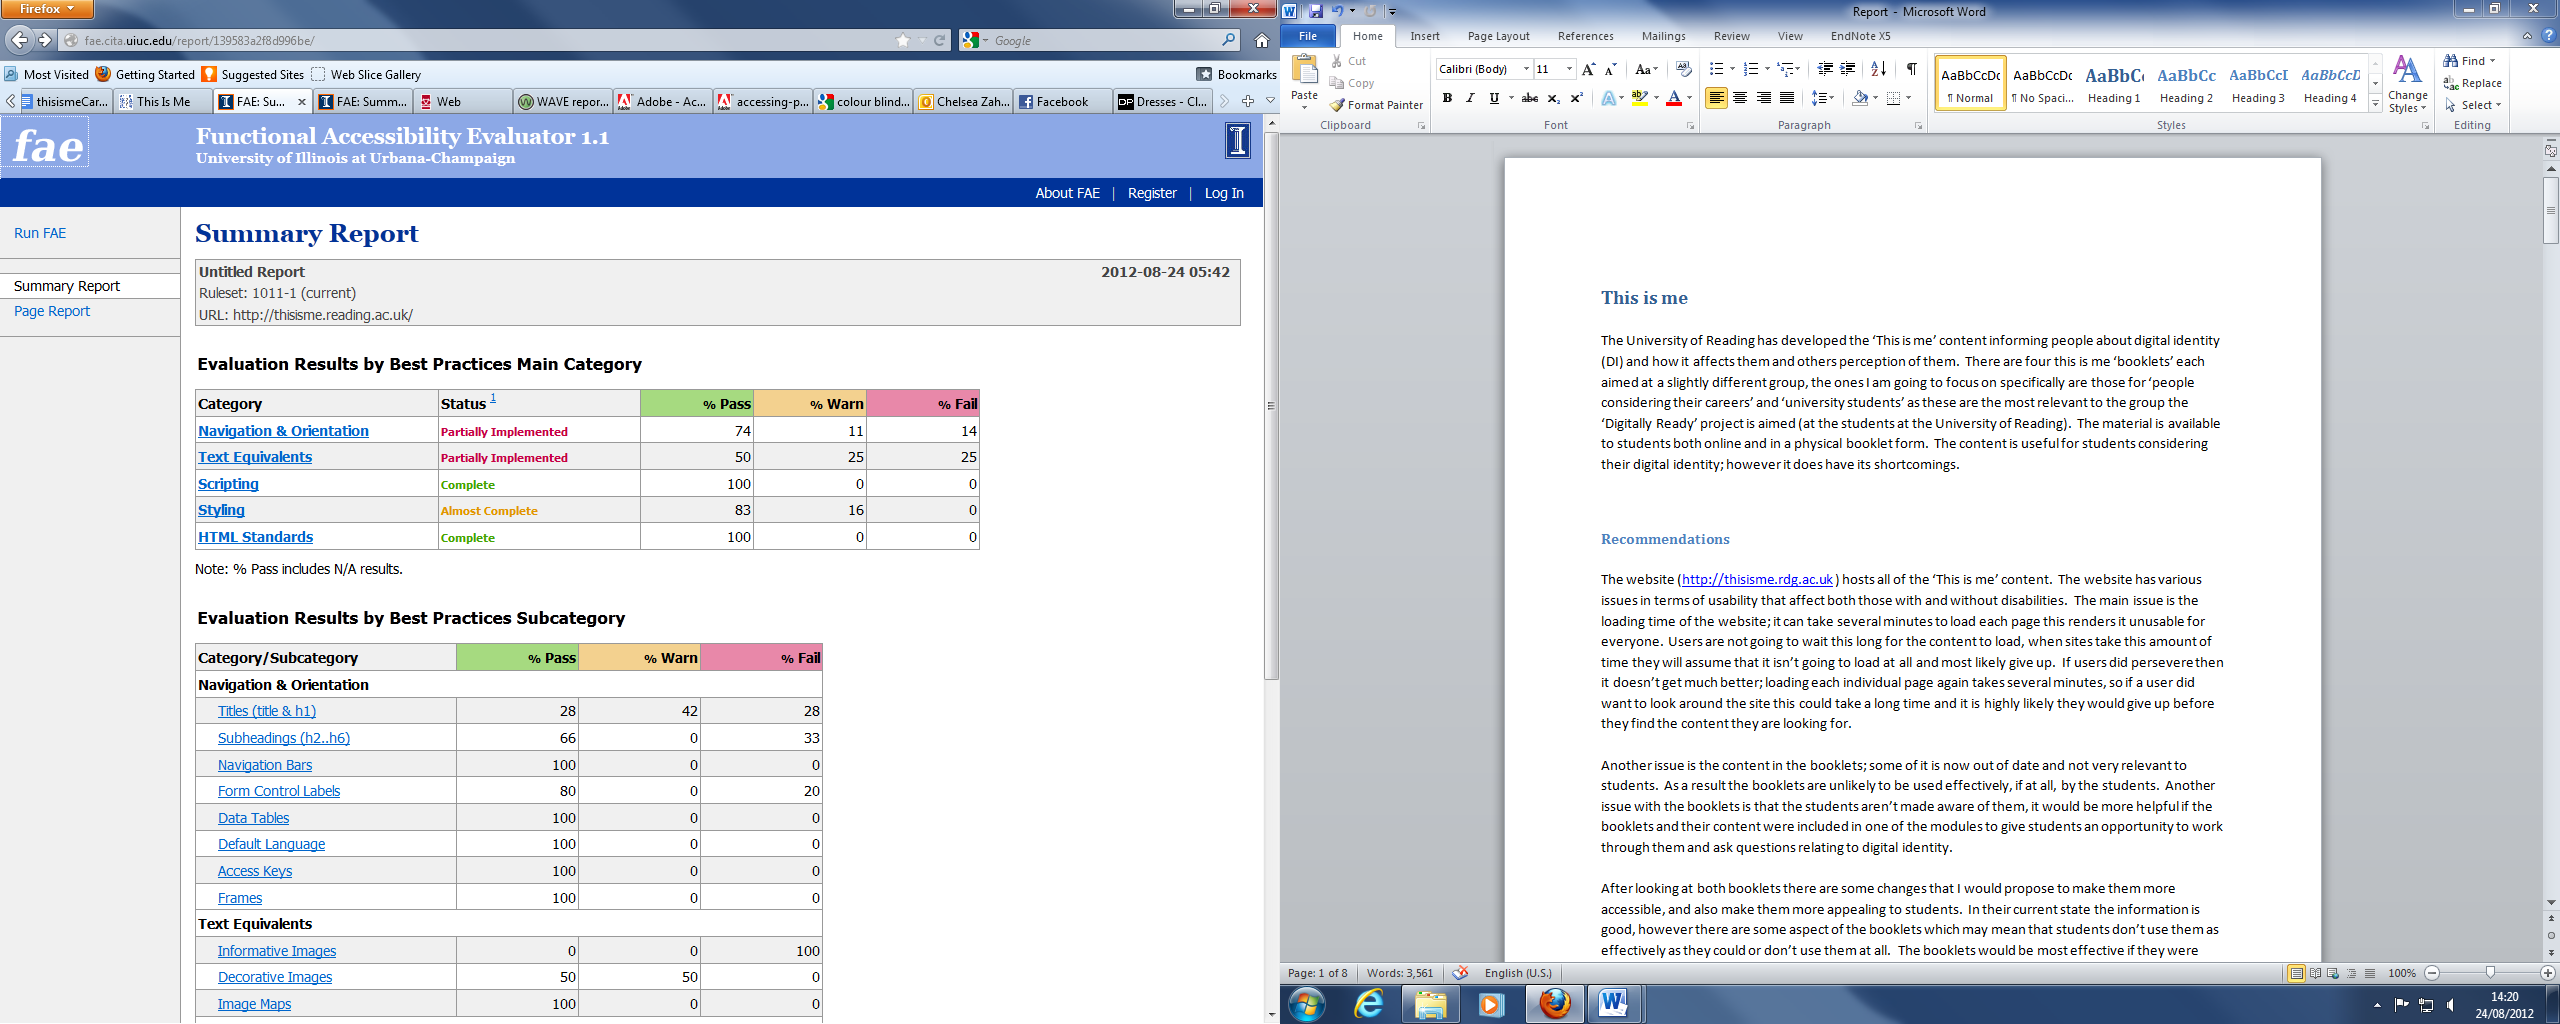 Firefox
fae.cita.uiuc.edu/report/139583a2f8d996be/
Google
Most Visited Getting Started Suggested Sites Web Slice Gallery Bookmarks
thisismeCar... This Is Me FAE: Su... FAE: Summ... Web WAVE repor... Adobe - Ac... accessing-p... colour blind... Chelsea Zah... Facebook Dresses - Cl...
fae
Functional Accessibility Evaluator 1.1
University of Illinois at Urbana-Champaign
About FAE | Register | Log In
Run FAE
Summary Report
Page Report
Summary Report
Untitled Report 2012-08-24 05:42
Ruleset: 1011-1 (current)
URL: http://thisisme.reading.ac.uk/
Evaluation Results by Best Practices Main Category
Category Status 1 % Pass % Warn % Fail
Navigation & Orientation Partially Implemented 74 11 14
Text Equivalents Partially Implemented 50 25 25
Scripting Complete 100 0 0
Styling Almost Complete 83 16 0
HTML Standards Complete 100 0 0
Note: % Pass includes N/A results.
Evaluation Results by Best Practices Subcategory
Category/Subcategory % Pass % Warn % Fail
Navigation & Orientation
Titles (title & h1) 28 42 28
Subheadings (h2..h6) 66 0 33
Navigation Bars 100 0 0
Form Control Labels 80 0 20
Data Tables 100 0 0
Default Language 100 0 0
Access Keys 100 0 0
Frames 100 0 0
Text Equivalents
Informative Images 0 0 100
Decorative Images 50 50 0
Image Maps 100 0 0
Report - Microsoft Word
File Home Insert Page Layout References Mailings Review View EndNote X5
Paste
Cut
Copy
Format Painter
Clipboard
Calibri (Body) 11
Font
Paragraph
AaBbCcDc AaBbCcDc AaBbC AaBbCc AaBbCcI AaBbCcD
¶ Normal ¶ No Spaci... Heading 1 Heading 2 Heading 3 Heading 4
Change Styles
Styles
Find
Replace
Select
Editing
This is me
The University of Reading has developed the ‘This is me’ content informing people about digital identity
(DI) and how it affects them and others perception of them. There are four this is me ‘booklets’ each
aimed at a slightly different group, the ones I am going to focus on specifically are those for ‘people
considering their careers’ and ‘university students’ as these are the most relevant to the group the
‘Digitally Ready’ project is aimed (at the students at the University of Reading). The material is available
to students both online and in a physical booklet form. The content is useful for students considering
their digital identity; however it does have its shortcomings.
Recommendations
The website (http://thisisme.rdg.ac.uk ) hosts all of the ‘This is me’ content. The website has various
issues in terms of usability that affect both those with and without disabilities. The main issue is the
loading time of the website; it can take several minutes to load each page this renders it unusable for
everyone. Users are not going to wait this long for the content to load, when sites take this amount of
time they will assume that it isn’t going to load at all and most likely give up. If users did persevere then
it doesn’t get much better; loading each individual page again takes several minutes, so if a user did
want to look around the site this could take a long time and it is highly likely they would give up before
they find the content they are looking for.
Another issue is the content in the booklets; some of it is now out of date and not very relevant to
students. As a result the booklets are unlikely to be used effectively, if at all, by the students. Another
issue with the booklets is that the students aren’t made aware of them, it would be more helpful if the
booklets and their content were included in one of the modules to give students an opportunity to work
through them and ask questions relating to digital identity.
After looking at both booklets there are some changes that I would propose to make them more
accessible, and also make them more appealing to students. In their current state the information is
good, however there are some aspect of the booklets which may mean that students don’t use them as
effectively as they could or don’t use them at all. The booklets would be most effective if they were
Page: 1 of 8 Words: 3,561 English (U.S.) 100%
14:20
24/08/2012